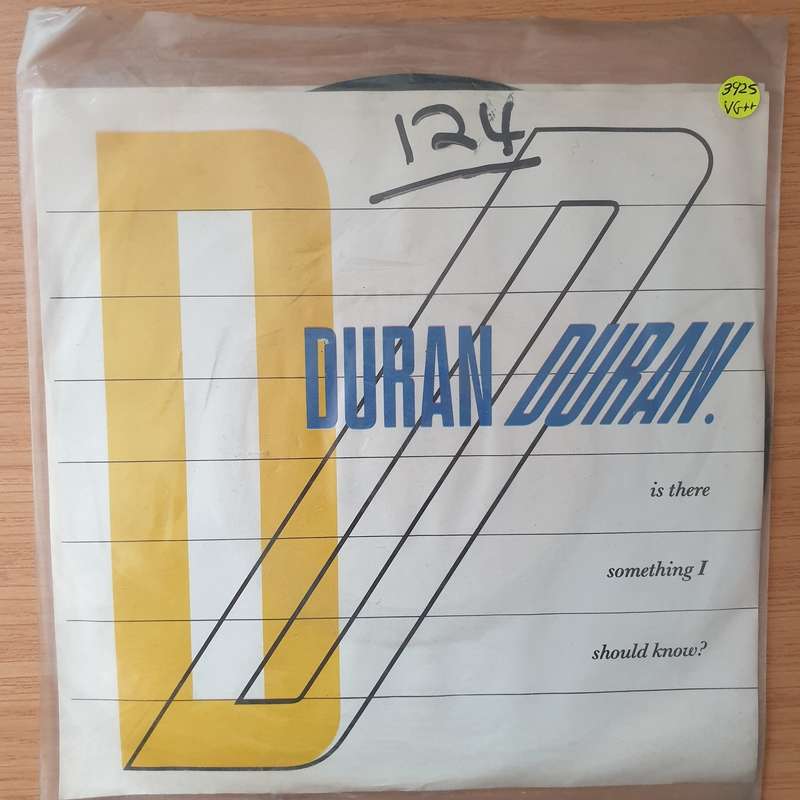 3925
VG++
124
DURAN DURAN.
is there
something I
should know?